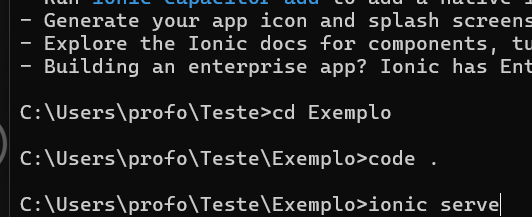 - Run ionic capacitor add to add a native i
- Generate your app icon and splash screens
- Explore the Ionic docs for components, tu
- Building an enterprise app? Ionic has Ent
C:\Users\profo\Teste>cd Exemplo
C:\Users\profo\Teste\Exemplo>code .
C:\Users\profo\Teste\Exemplo>ionic serve